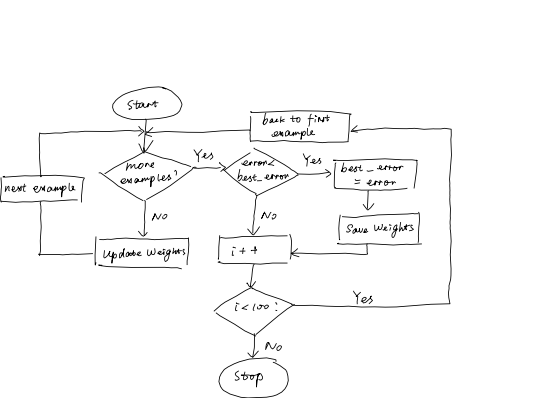 Start
back to first
example
more
examples?
Yes
error<
best_error
Yes
best_error
= error
next example
No
No
Save Weights
Update Weights
i++
i<100?
Yes
No
Stop